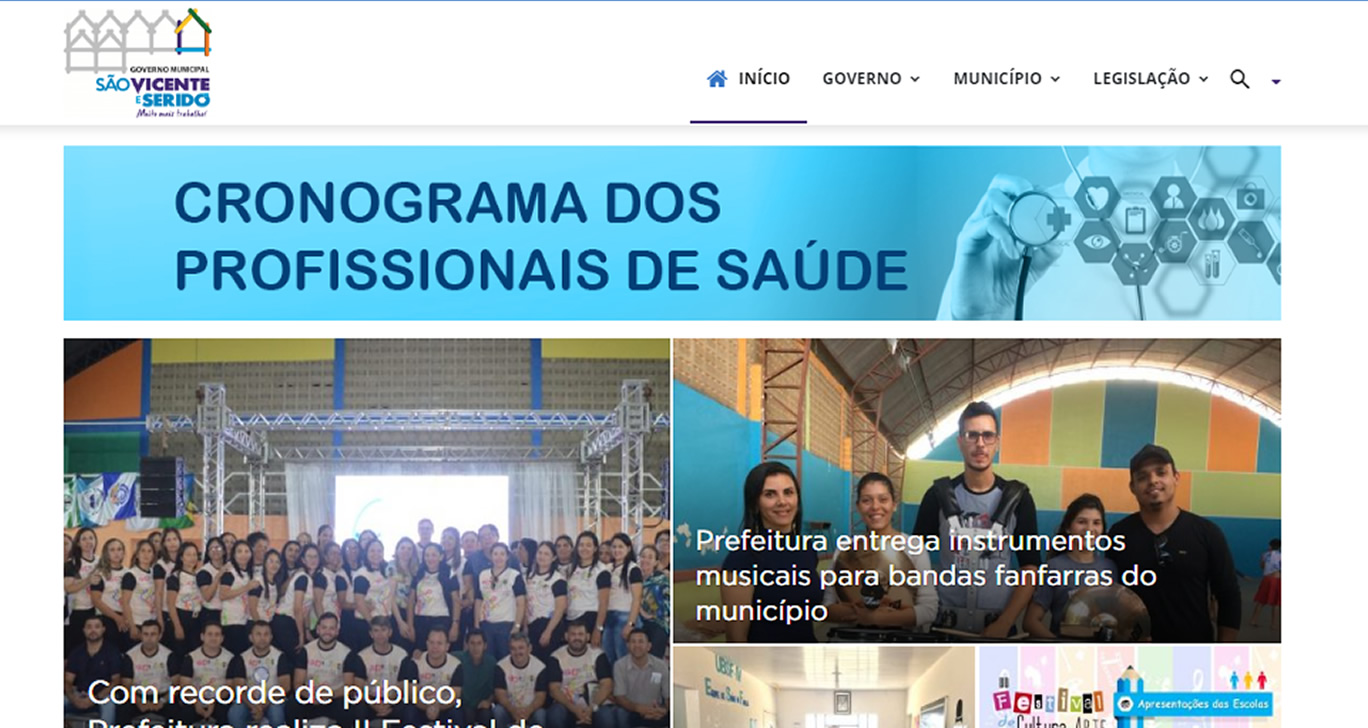 GOVERNO MUNICIPAL
SÃO VICENTE
E SERIDÓ
Muito mais trabalho!
INÍCIO
GOVERNO
MUNICÍPIO
LEGISLAÇÃO
CRONOGRAMA DOS
PROFISSIONAIS DE SAÚDE
Prefeitura entrega instrumentos
musicais para bandas fanfarras do
município
Com recorde de público,
Prefeitura realiza II Festival de
UBSF IV
Festival
de Cultura ARTE
Apresentações das Escolas